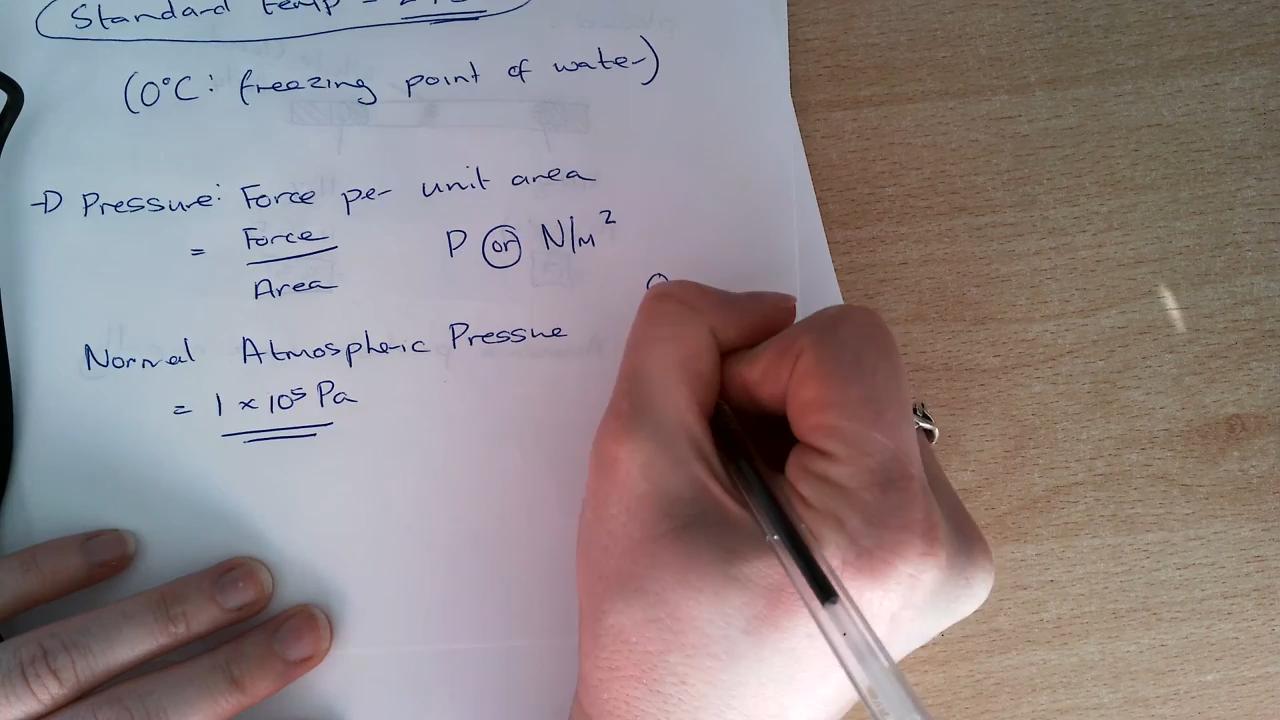 Standard temp =
(0°C: freezing point of water)
→ Pressure: Force per unit area
= Force / Area P or N/m²
Normal Atmospheric Pressure
= 1 × 10⁵ Pa